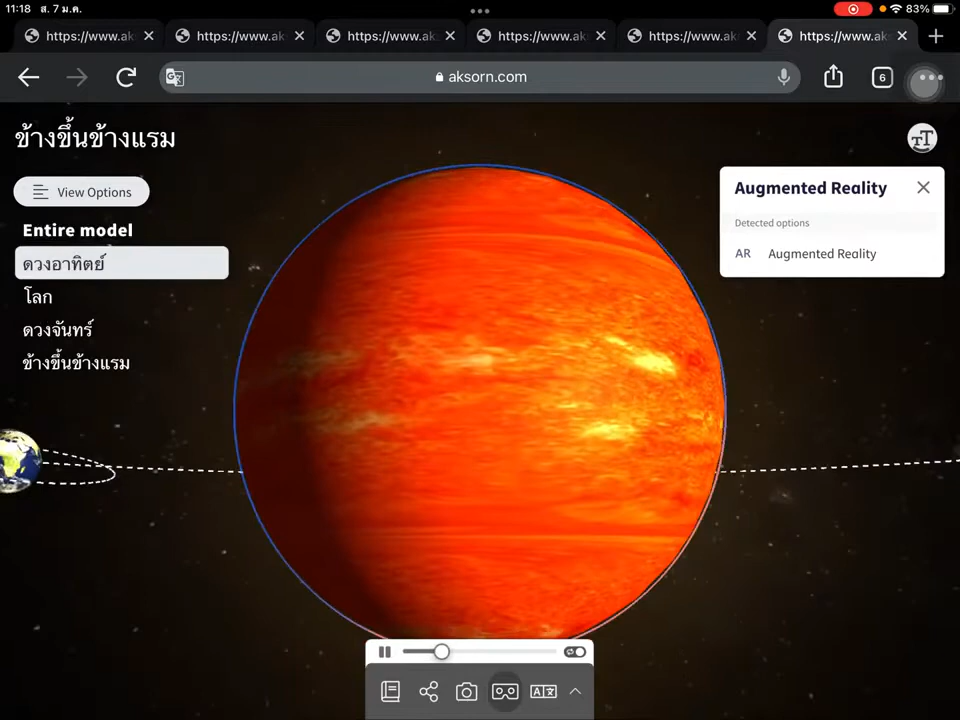 11:18 ส. 7 ม.ค.
83%
https://www.ak
https://www.ak
https://www.ak
https://www.ak
https://www.ak
https://www.aks
aksorn.com
6
ข้างขึ้นข้างแรม
TT
View Options
Entire model
ดวงอาทิตย์
โลก
ดวงจันทร์
ข้างขึ้นข้างแรม
Augmented Reality
Detected options
AR Augmented Reality